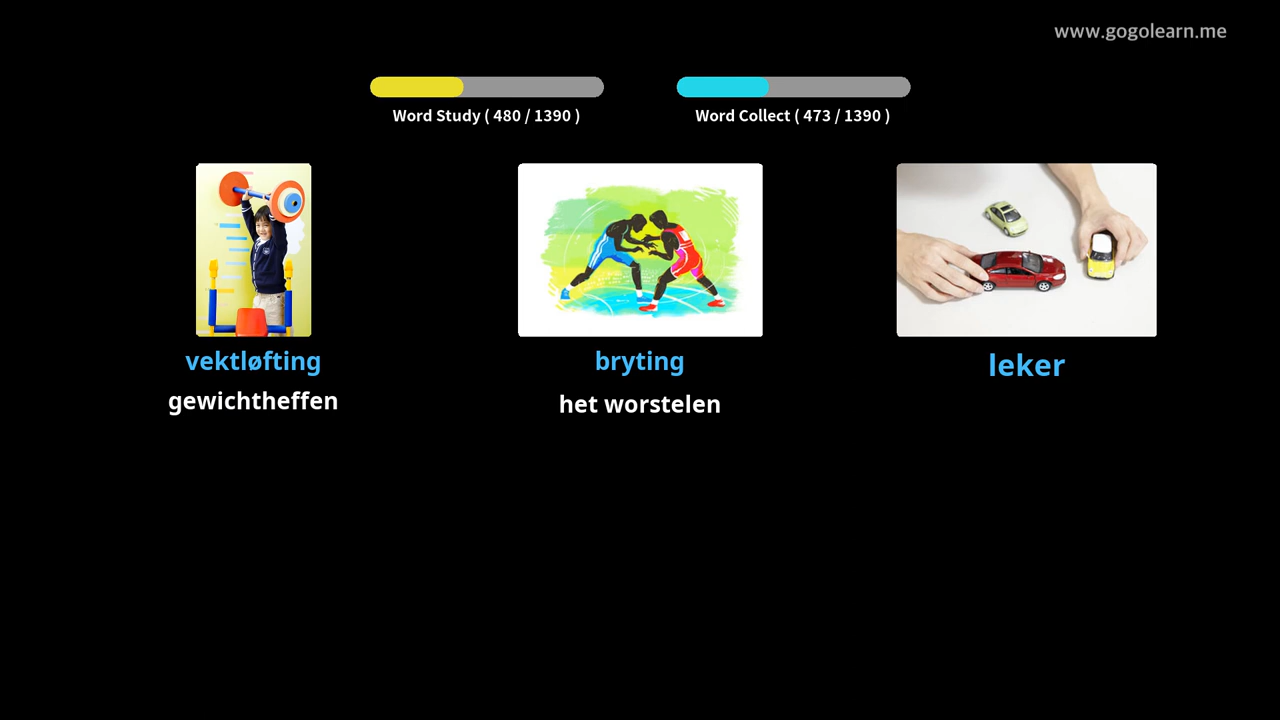 www.gogolearn.me
Word Study ( 480 / 1390 )
Word Collect ( 473 / 1390 )
vektløfting
bryting
leker
gewichtheffen
het worstelen